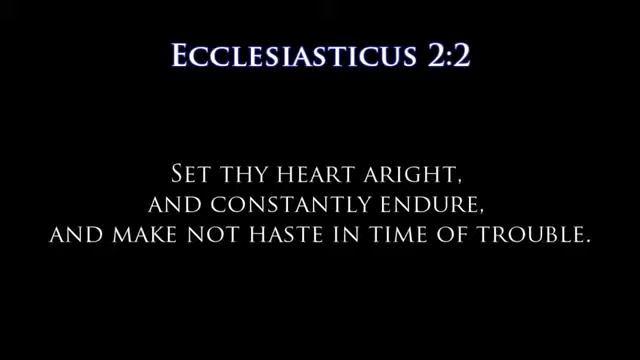 Ecclesiasticus 2:2
Set thy heart aright,
and constantly endure,
and make not haste in time of trouble.